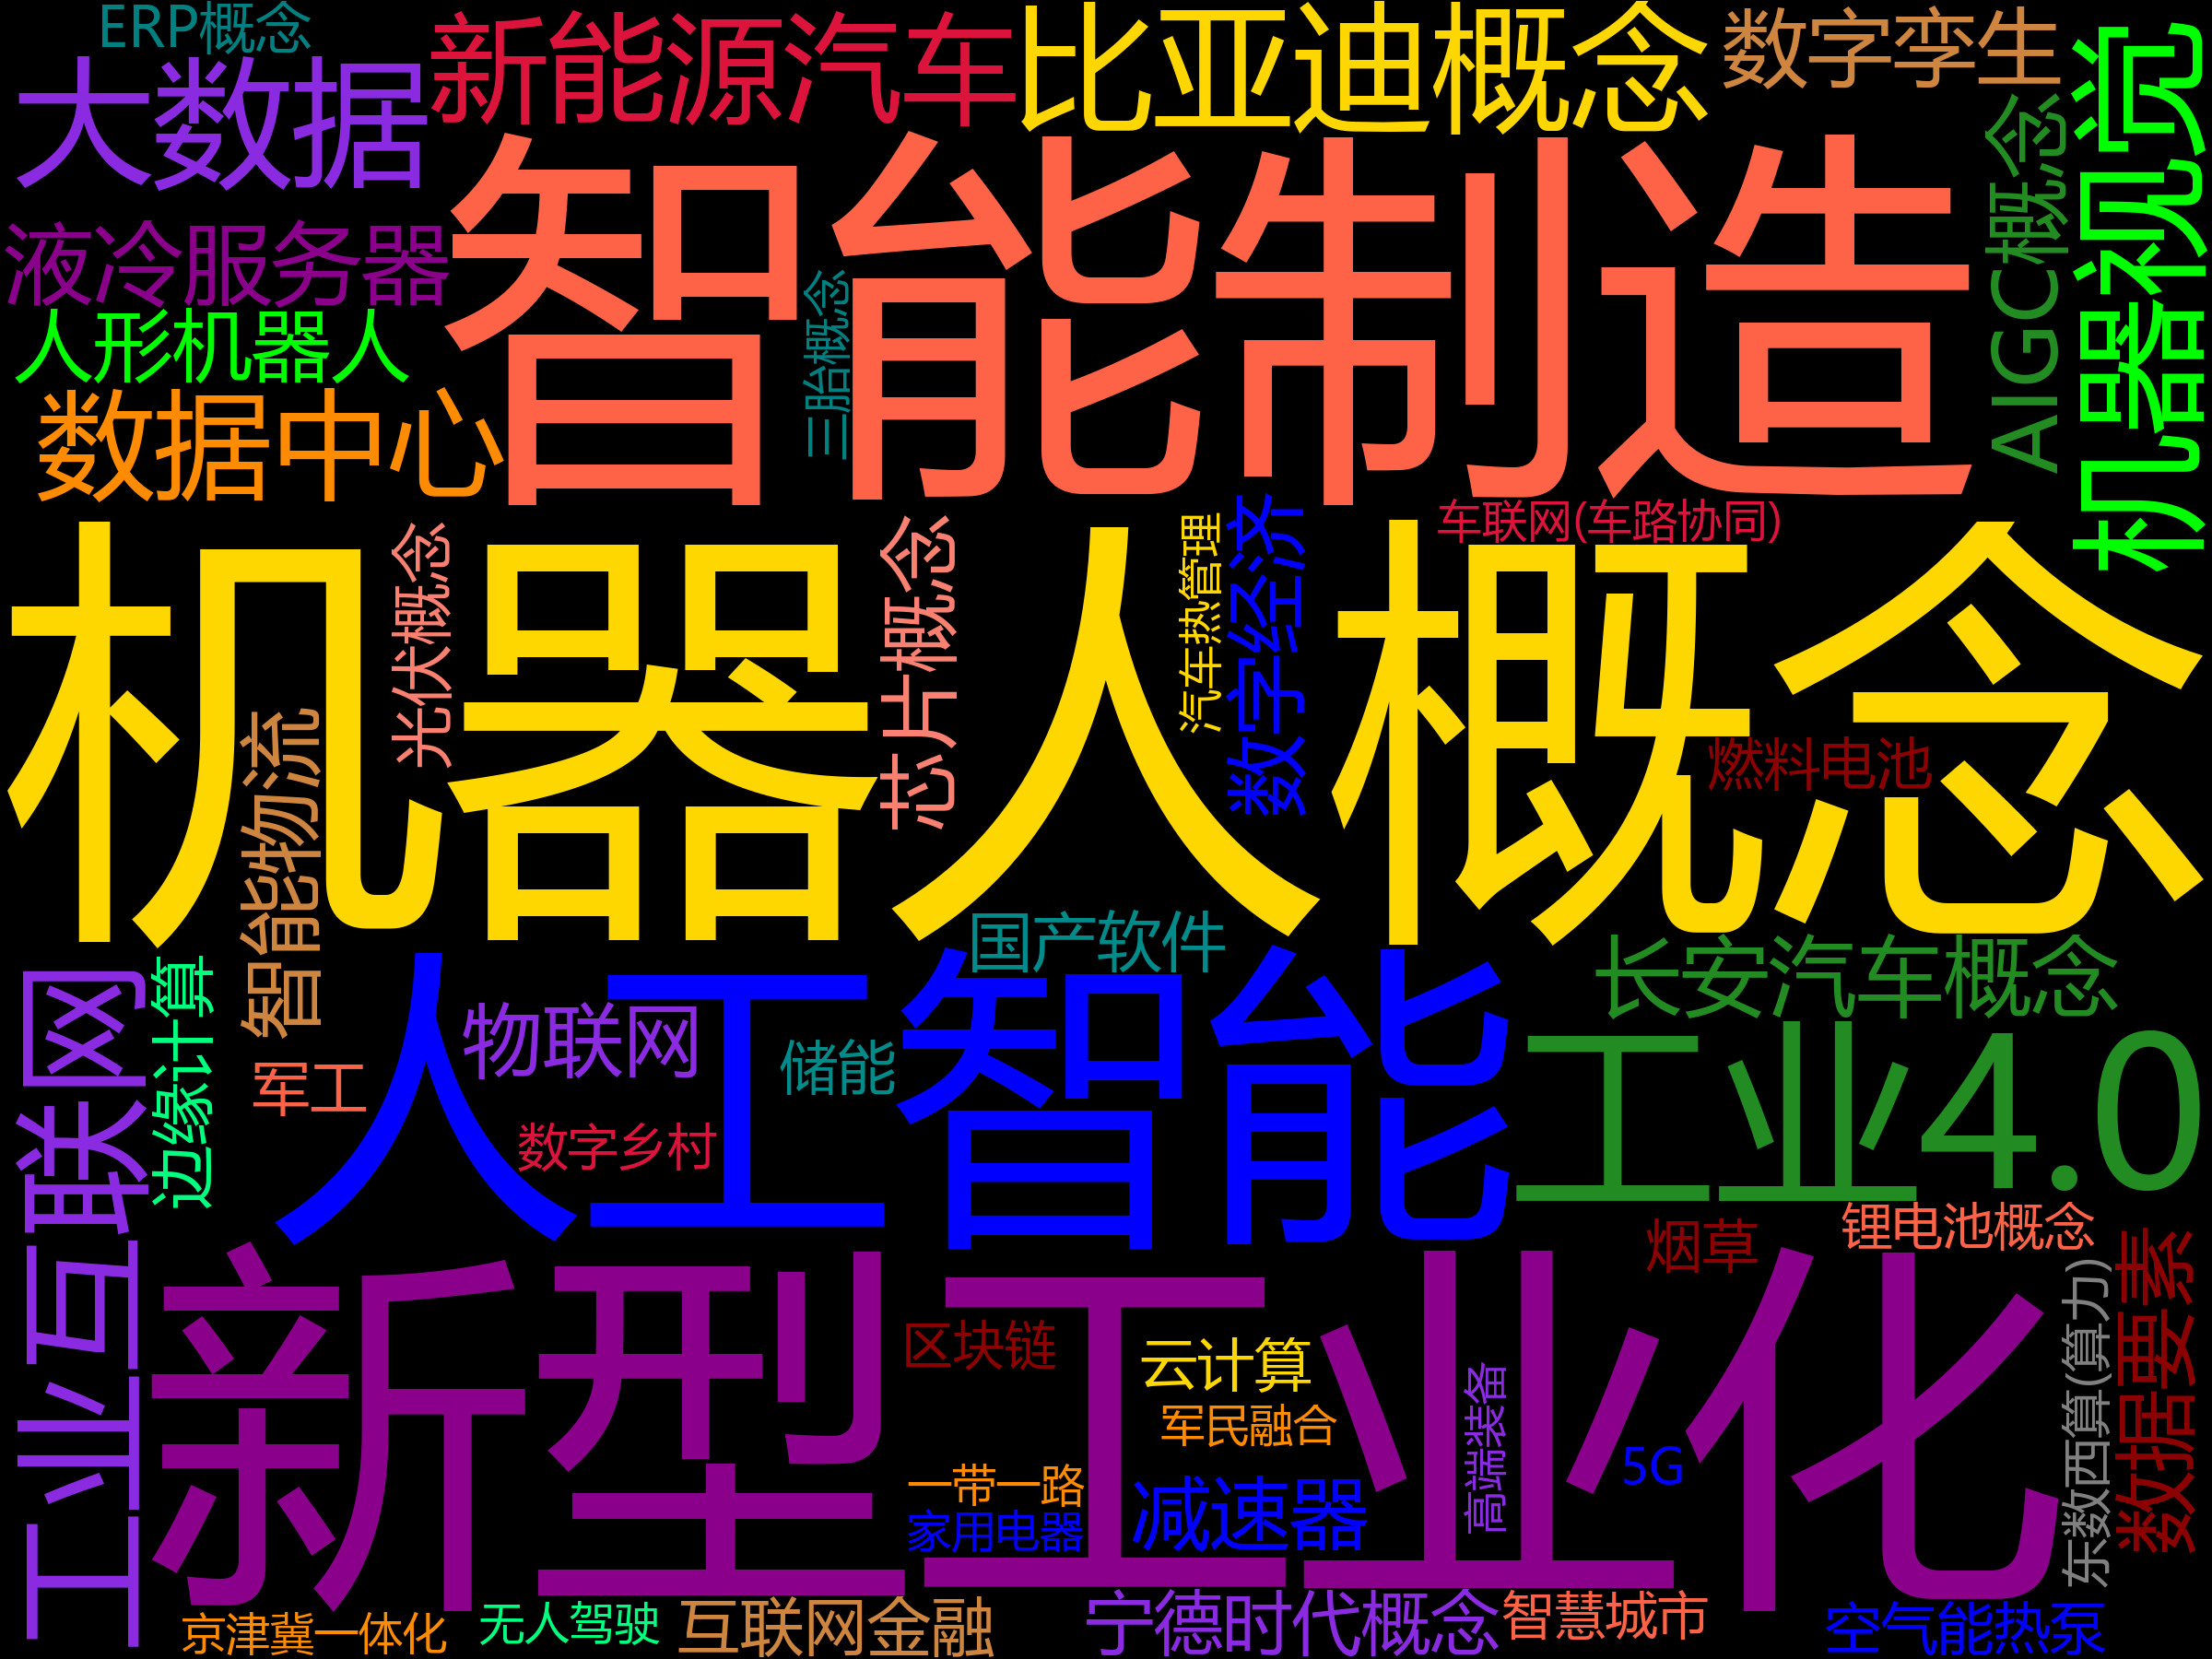 ERP概念
新能源汽车
比亚迪概念
数字孪生
机器视觉
大数据
智能制造
AIGC概念
液冷服务器
三胎概念
人形机器人
数据中心
车联网(车路协同)
机器人概念
光伏概念
芯片概念
汽车热管理
数字经济
智能物流
燃料电池
国产软件
长安汽车概念
工业互联网
边缘计算
军工
人工智能
物联网
储能
数字乡村
工业4.0
锂电池概念
烟草
数据要素
东数西算(算力)
新型工业化
区块链
云计算
军民融合
高端装备
5G
一带一路
减速器
家用电器
京津冀一体化
无人驾驶
互联网金融
宁德时代概念
智慧城市
空气能热泵